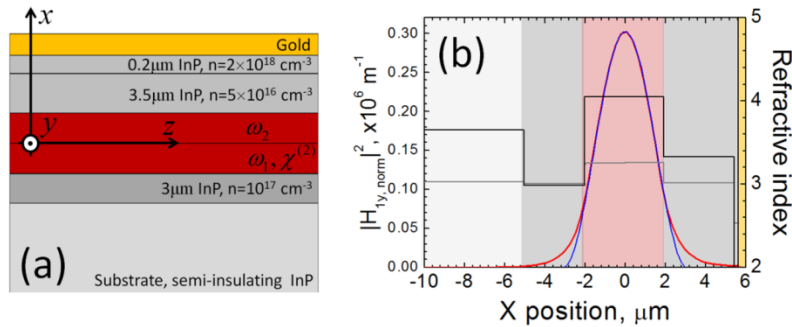 x
Gold
0.2μm InP, n=2×10¹⁸ cm⁻³
3.5μm InP, n=5×10¹⁶ cm⁻³
y
z
ω₂
ω₁, χ⁽²⁾
3μm InP, n=10¹⁷ cm⁻³
(a)
Substrate, semi-insulating InP
(b)
|H₁y, norm|², x10⁶ m⁻¹
0.30
0.25
0.20
0.15
0.10
0.05
0.00
-10 -8 -6 -4 -2 0 2 4 6
X position, μm
5
4
3
2
Refractive index